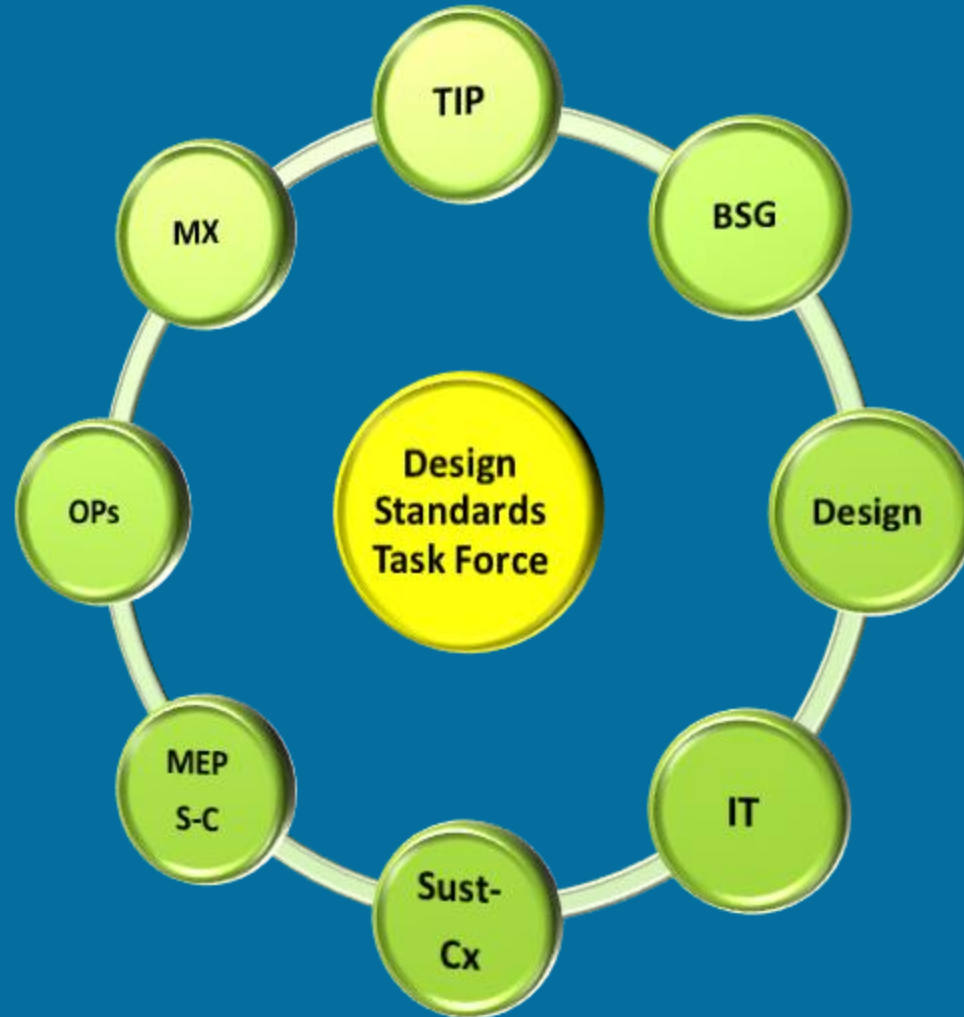 TIP
BSG
Design
IT
Sust-
Cx
MEP
S-C
OPs
MX
Design
Standards
Task Force